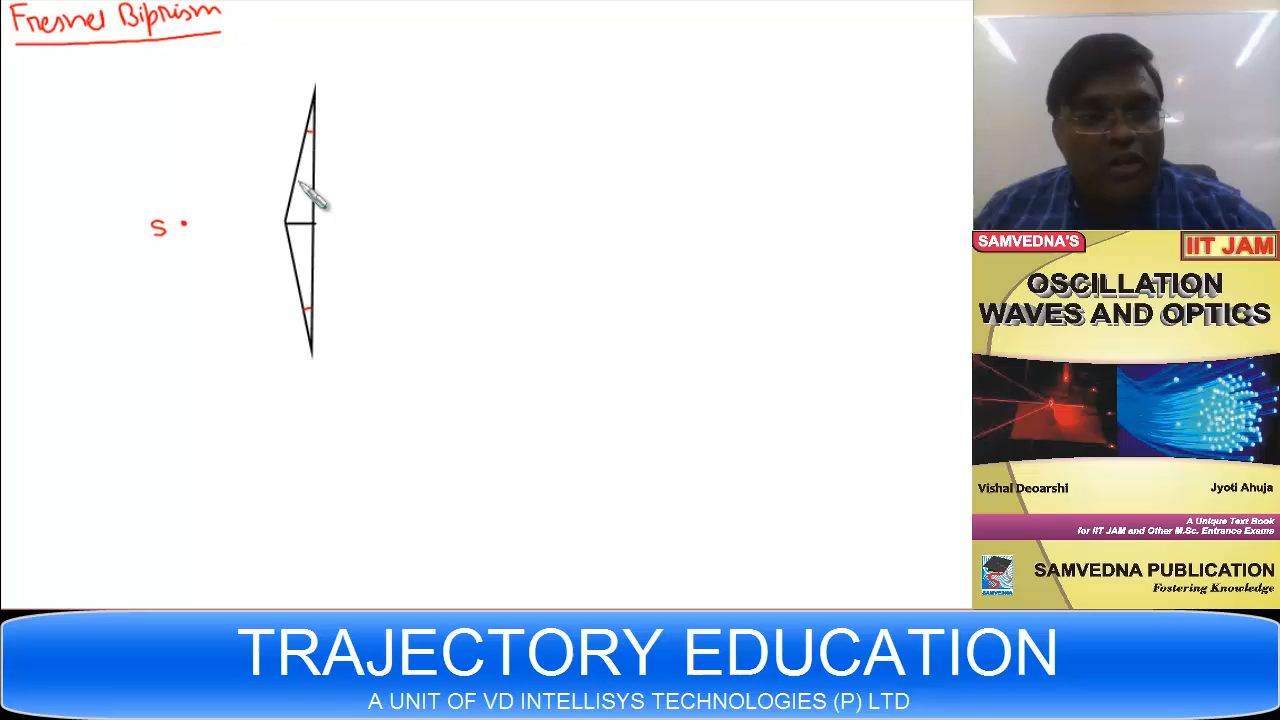 Fresnel Biprism
S
SAMVEDNA'S
IIT JAM
OSCILLATION
WAVES AND OPTICS
Vishal Deoarshi
Jyoti Ahuja
A Unique Text Book
for IIT JAM and Other M.Sc. Entrance Exams
SAMVEDNA
SAMVEDNA PUBLICATION
Fostering Knowledge
TRAJECTORY EDUCATION
A UNIT OF VD INTELLISYS TECHNOLOGIES (P) LTD